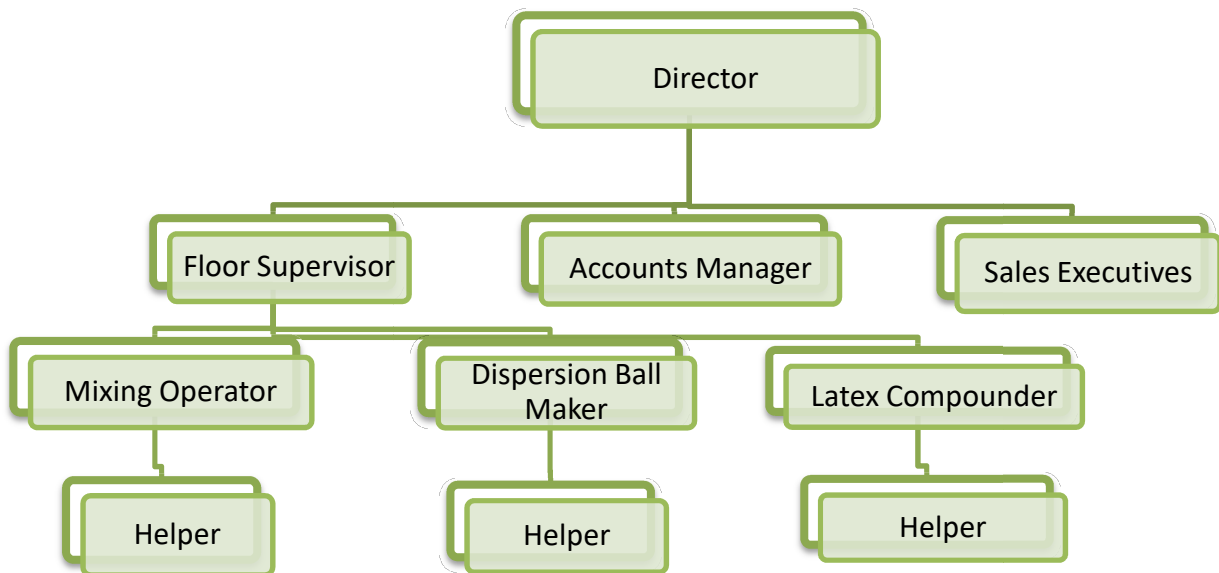 Director
Floor Supervisor
Accounts Manager
Sales Executives
Mixing Operator
Dispersion Ball
Maker
Latex Compounder
Helper
Helper
Helper